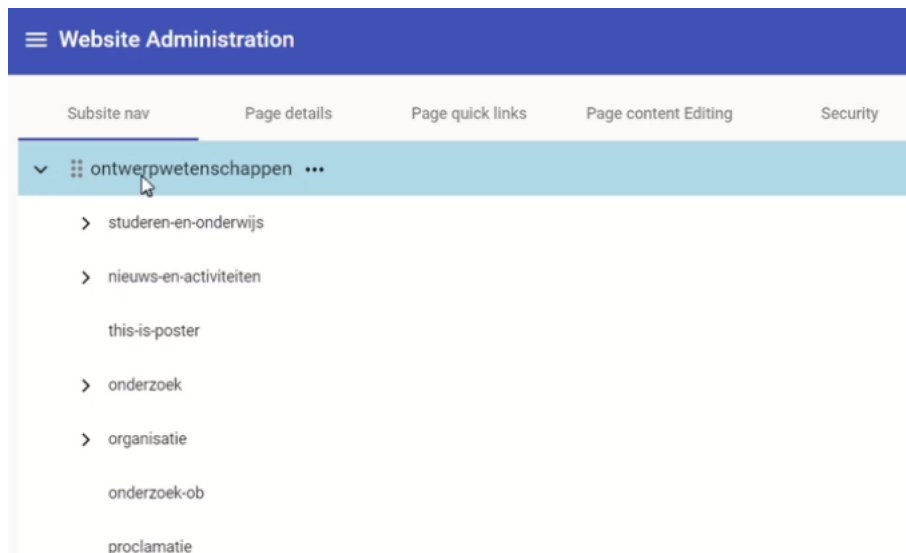 Website Administration
Subsite nav Page details Page quick links Page content Editing Security
ontwerpwetenschappen
studeren-en-onderwijs
nieuws-en-activiteiten
this-is-poster
onderzoek
organisatie
onderzoek-ob
proclamatie